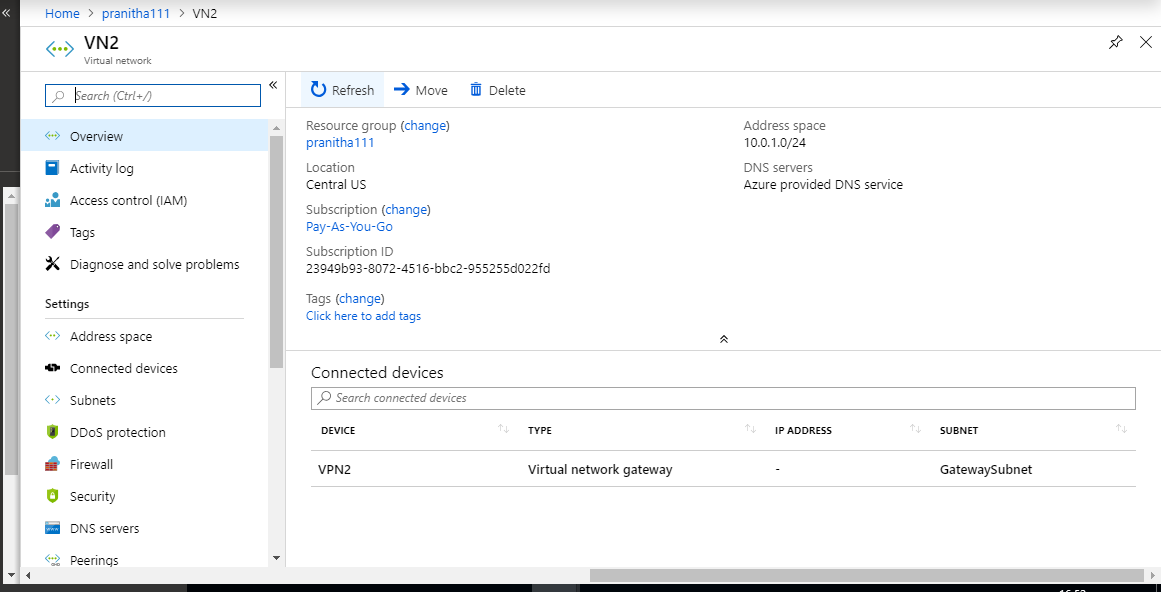 Home > pranitha111 > VN2
VN2
Virtual network
Search (Ctrl+/)
Overview
Activity log
Access control (IAM)
Tags
Diagnose and solve problems
Settings
Address space
Connected devices
Subnets
DDoS protection
Firewall
Security
DNS servers
Peerings
Refresh
Move
Delete
Resource group (change)
pranitha111
Location
Central US
Subscription (change)
Pay-As-You-Go
Subscription ID
23949b93-8072-4516-bbc2-955255d022fd
Tags (change)
Click here to add tags
Address space
10.0.1.0/24
DNS servers
Azure provided DNS service
Connected devices
Search connected devices
DEVICE TYPE IP ADDRESS SUBNET
VPN2 Virtual network gateway - GatewaySubnet